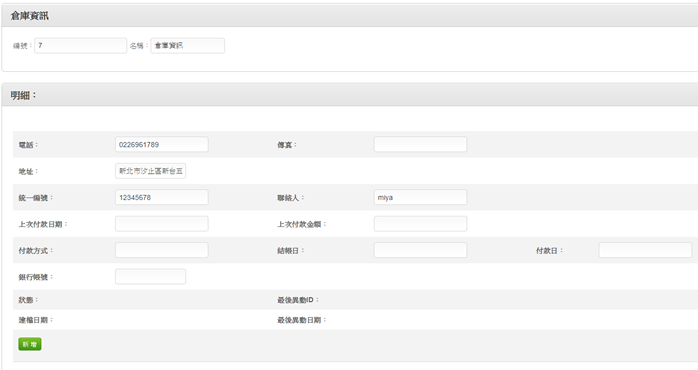 倉庫資訊
編號： 7 名稱： 倉庫資訊
明細：
電話： 0226961789 傳真：
地址： 新北市汐止區新台五
統一編號： 12345678 聯絡人： miya
上次付款日期： 上次付款金額：
付款方式： 結帳日： 付款日：
銀行帳號：
狀態： 最後異動ID：
建檔日期： 最後異動日期：
新增